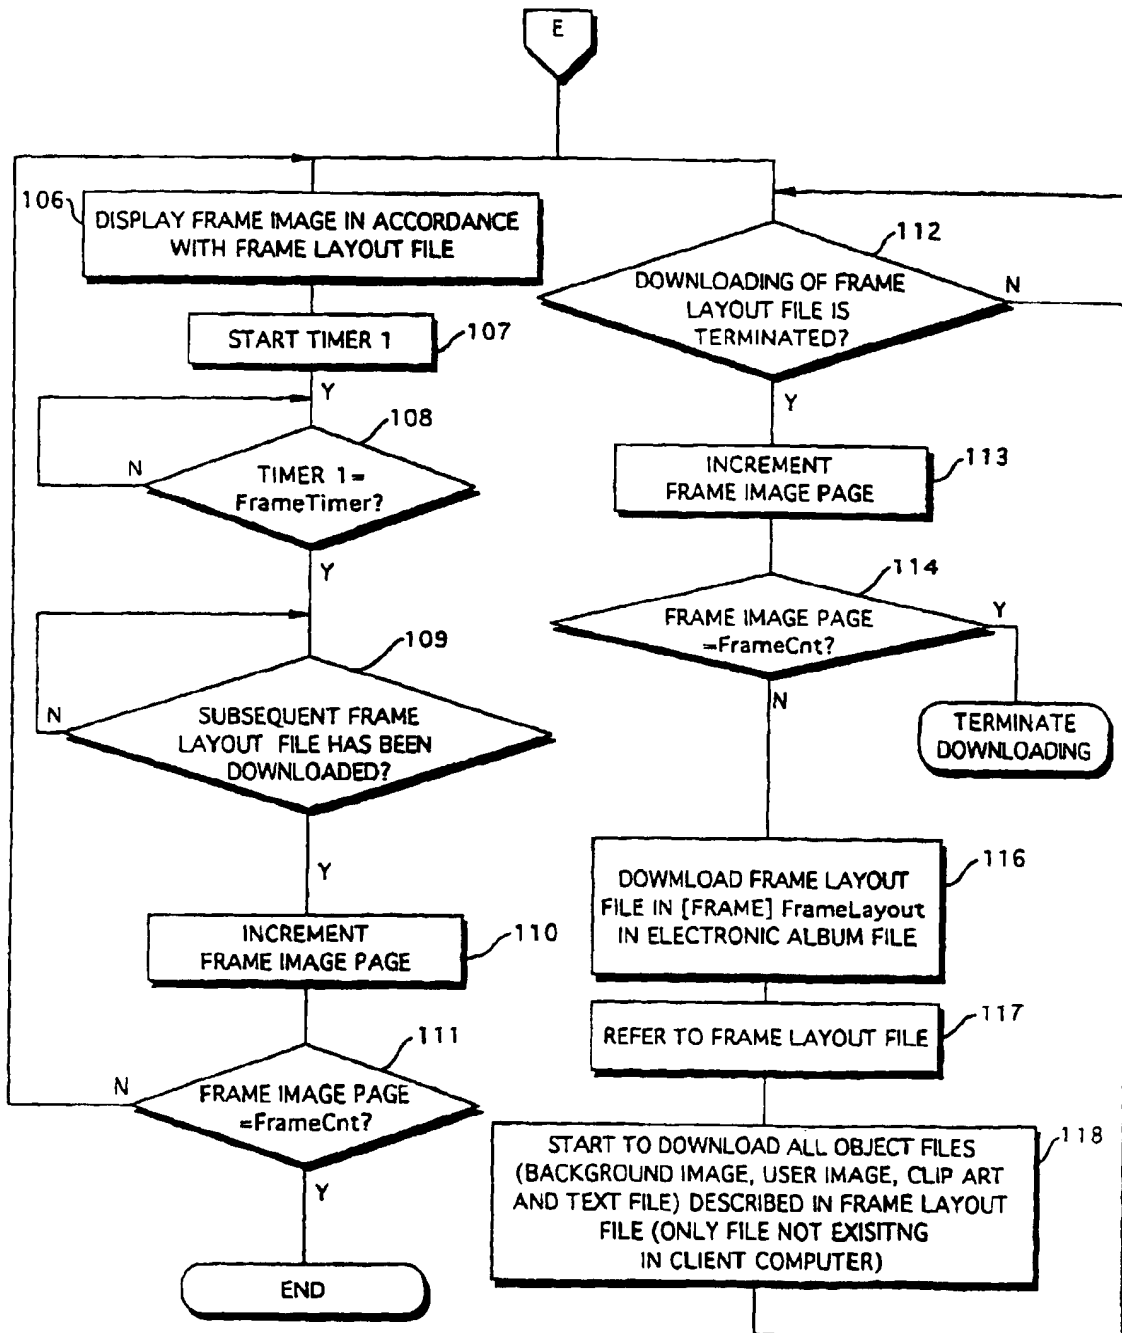 E
106
DISPLAY FRAME IMAGE IN ACCORDANCE
WITH FRAME LAYOUT FILE
START TIMER 1
107
Y
108
N
TIMER 1=
FrameTimer?
Y
109
N
SUBSEQUENT FRAME
LAYOUT FILE HAS BEEN
DOWNLOADED?
Y
INCREMENT
FRAME IMAGE PAGE
110
111
N
FRAME IMAGE PAGE
=FrameCnt?
Y
END
112
DOWNLOADING OF FRAME
LAYOUT FILE IS
TERMINATED?
N
Y
INCREMENT
FRAME IMAGE PAGE
113
114
FRAME IMAGE PAGE
=FrameCnt?
Y
N
TERMINATE
DOWNLOADING
116
DOWMLOAD FRAME LAYOUT
FILE IN [FRAME] FrameLayout
IN ELECTRONIC ALBUM FILE
117
REFER TO FRAME LAYOUT FILE
118
START TO DOWNLOAD ALL OBJECT FILES
(BACKGROUND IMAGE, USER IMAGE, CLIP ART
AND TEXT FILE) DESCRIBED IN FRAME LAYOUT
FILE (ONLY FILE NOT EXISITNG
IN CLIENT COMPUTER)